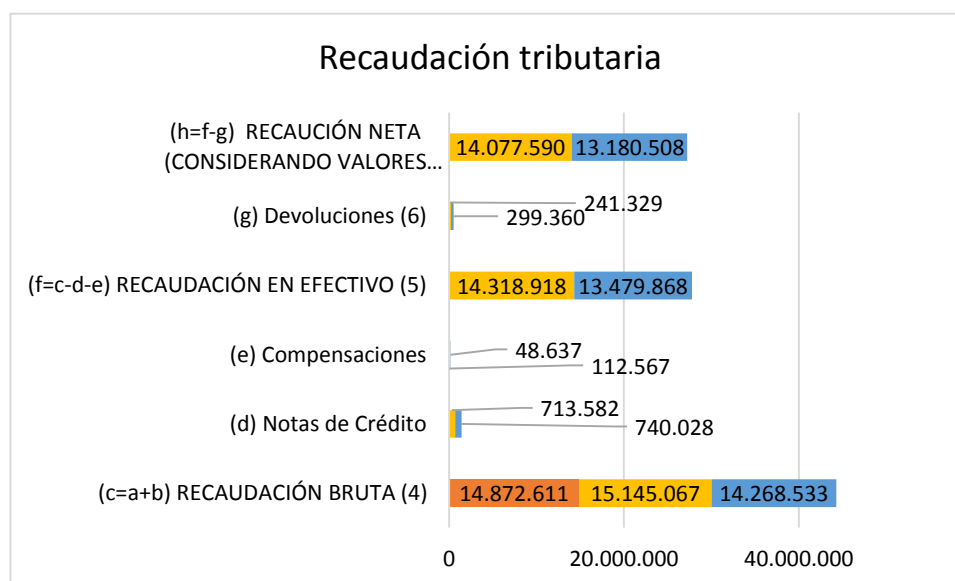 Recaudación tributaria
(h=f-g)  RECAUCIÓN NETA
(CONSIDERANDO VALORES...
14.077.590 13.180.508
(g) Devoluciones (6)
241.329
299.360
(f=c-d-e) RECAUDACIÓN EN EFECTIVO (5)
14.318.918 13.479.868
(e) Compensaciones
48.637
112.567
(d) Notas de Crédito
713.582
740.028
(c=a+b) RECAUDACIÓN BRUTA (4)
14.872.611 15.145.067 14.268.533
0 20.000.000 40.000.000